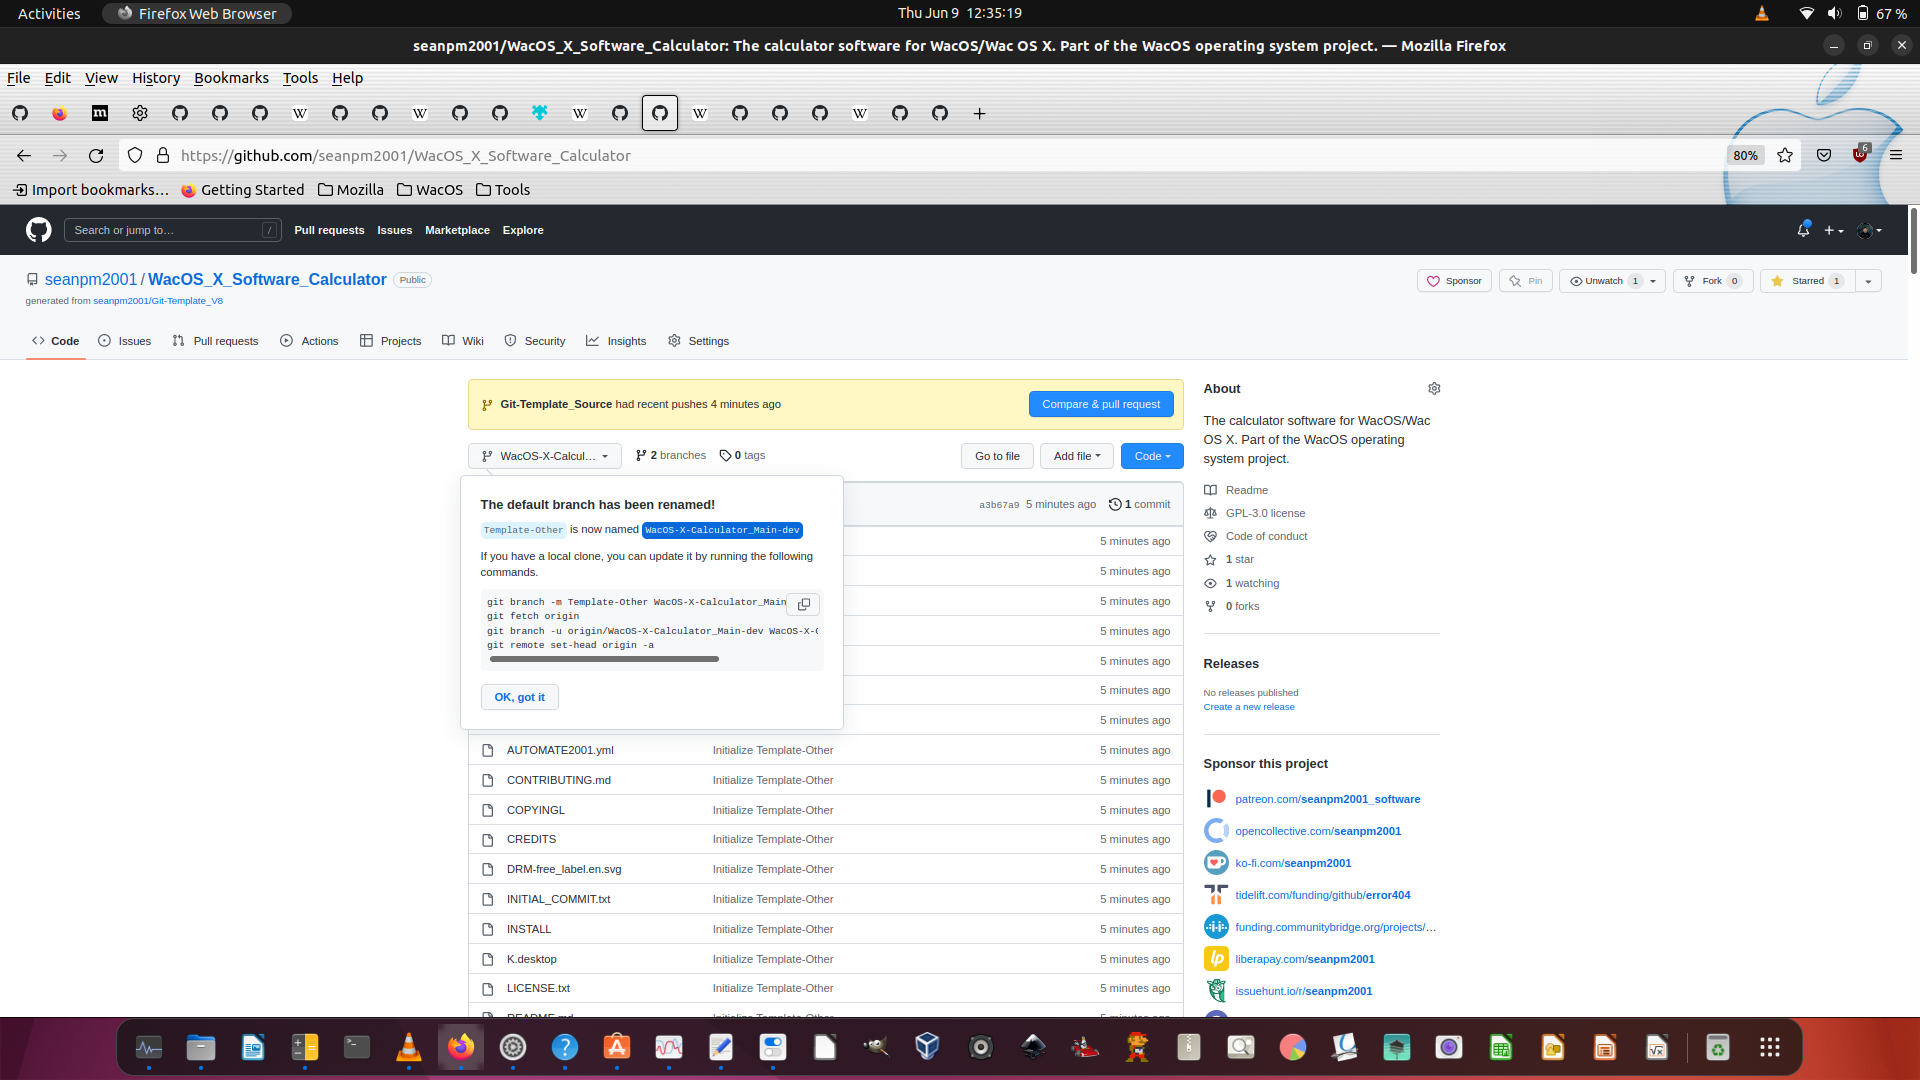 Activities
Firefox Web Browser
Thu Jun 9 12:35:19
67 %
seanpm2001/WacOS_X_Software_Calculator: The calculator software for WacOS/Wac OS X. Part of the WacOS operating system project. — Mozilla Firefox
File Edit View History Bookmarks Tools Help
https://github.com/seanpm2001/WacOS_X_Software_Calculator
80%
6
Import bookmarks…
Getting Started
Mozilla
WacOS
Tools
Search or jump to…
/
Pull requests
Issues
Marketplace
Explore
seanpm2001 / WacOS_X_Software_Calculator
Public
generated from seanpm2001/Git-Template_V8
Sponsor
Pin
Unwatch 1
Fork 0
Starred 1
Code
Issues
Pull requests
Actions
Projects
Wiki
Security
Insights
Settings
Git-Template_Source had recent pushes 4 minutes ago
Compare & pull request
WacOS-X-Calcul…
2 branches
0 tags
Go to file
Add file
Code
The default branch has been renamed!
Template-Other is now named WacOS-X-Calculator_Main-dev
If you have a local clone, you can update it by running the following
commands.
git branch -m Template-Other WacOS-X-Calculator_Main
git fetch origin
git branch -u origin/WacOS-X-Calculator_Main-dev WacOS-X-
git remote set-head origin -a
OK, got it
a3b67a9 5 minutes ago
1 commit
5 minutes ago
5 minutes ago
5 minutes ago
5 minutes ago
5 minutes ago
5 minutes ago
5 minutes ago
AUTOMATE2001.yml Initialize Template-Other 5 minutes ago
CONTRIBUTING.md Initialize Template-Other 5 minutes ago
COPYINGL Initialize Template-Other 5 minutes ago
CREDITS Initialize Template-Other 5 minutes ago
DRM-free_label.en.svg Initialize Template-Other 5 minutes ago
INITIAL_COMMIT.txt Initialize Template-Other 5 minutes ago
INSTALL Initialize Template-Other 5 minutes ago
K.desktop Initialize Template-Other 5 minutes ago
LICENSE.txt Initialize Template-Other 5 minutes ago
README.md Initialize Template-Other 5 minutes ago
About
The calculator software for WacOS/Wac
OS X. Part of the WacOS operating
system project.
Readme
GPL-3.0 license
Code of conduct
1 star
1 watching
0 forks
Releases
No releases published
Create a new release
Sponsor this project
patreon.com/seanpm2001_software
opencollective.com/seanpm2001
ko-fi.com/seanpm2001
tidelift.com/funding/github/error404
funding.communitybridge.org/projects/…
liberapay.com/seanpm2001
issuehunt.io/r/seanpm2001